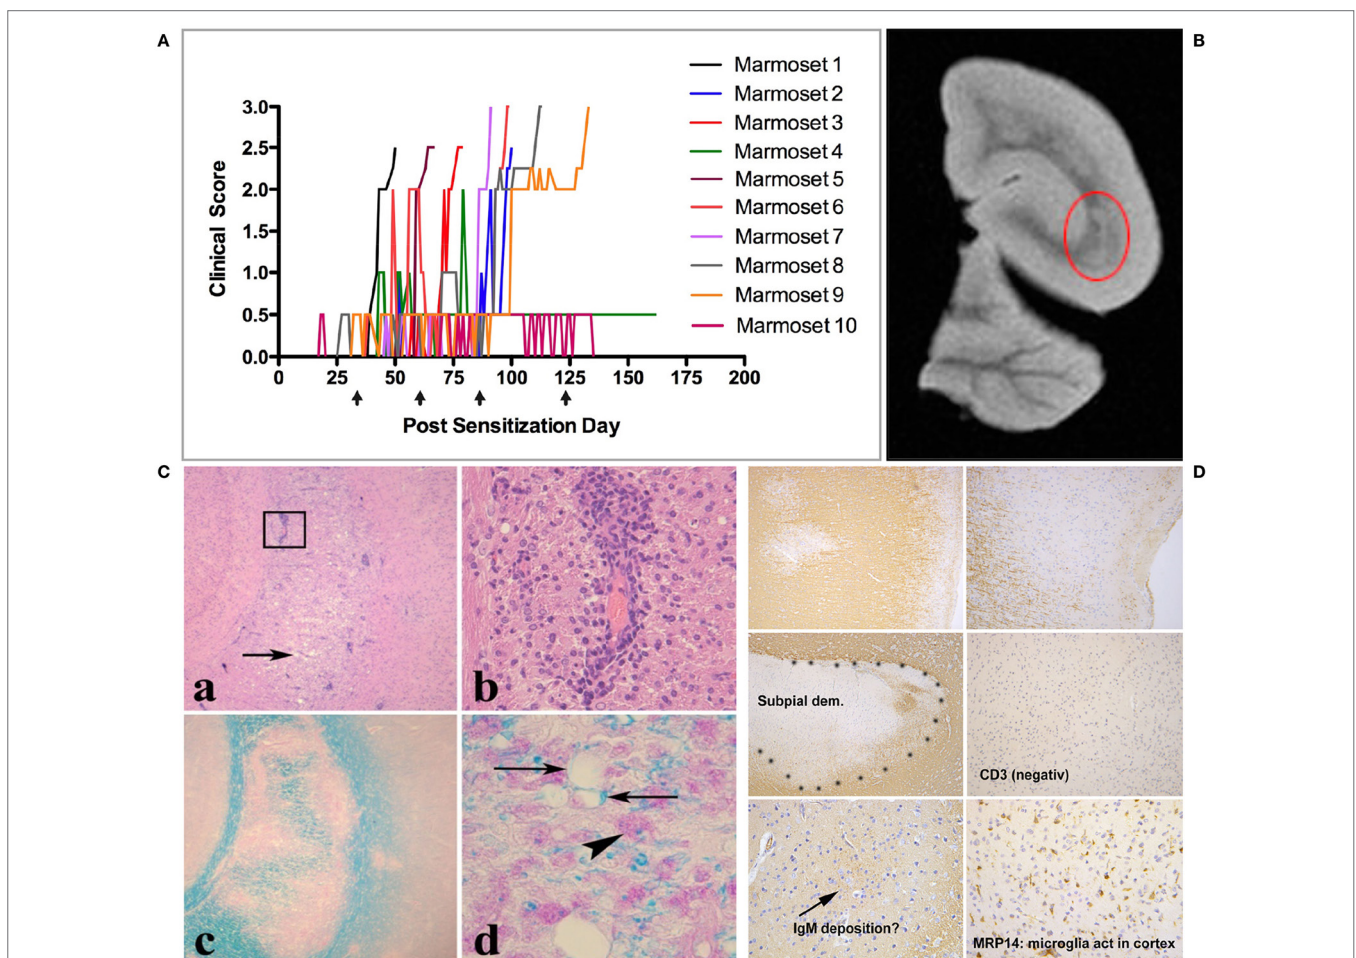 A
B
Marmoset 1
Marmoset 2
Marmoset 3
Marmoset 4
Marmoset 5
Marmoset 6
Marmoset 7
Marmoset 8
Marmoset 9
Marmoset 10
Clinical Score
3.0
2.5
2.0
1.5
1.0
0.5
0.0
0 25 50 75 100 125 150 175 200
Post Sensitization Day
C
D
a
b
Subpial dem.
CD3 (negativ)
c
d
IgM deposition?
MRP14: microglia act in cortex